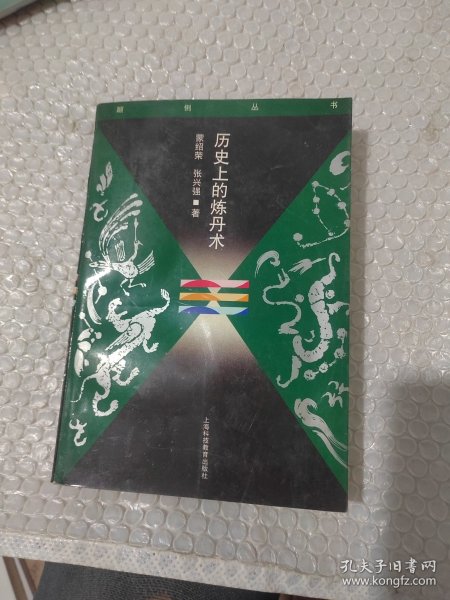 颠倒丛书
历史上的炼丹术
蒙绍荣 张兴强■著
上海科技教育出版社
孔夫子旧书网
www.kongfz.com